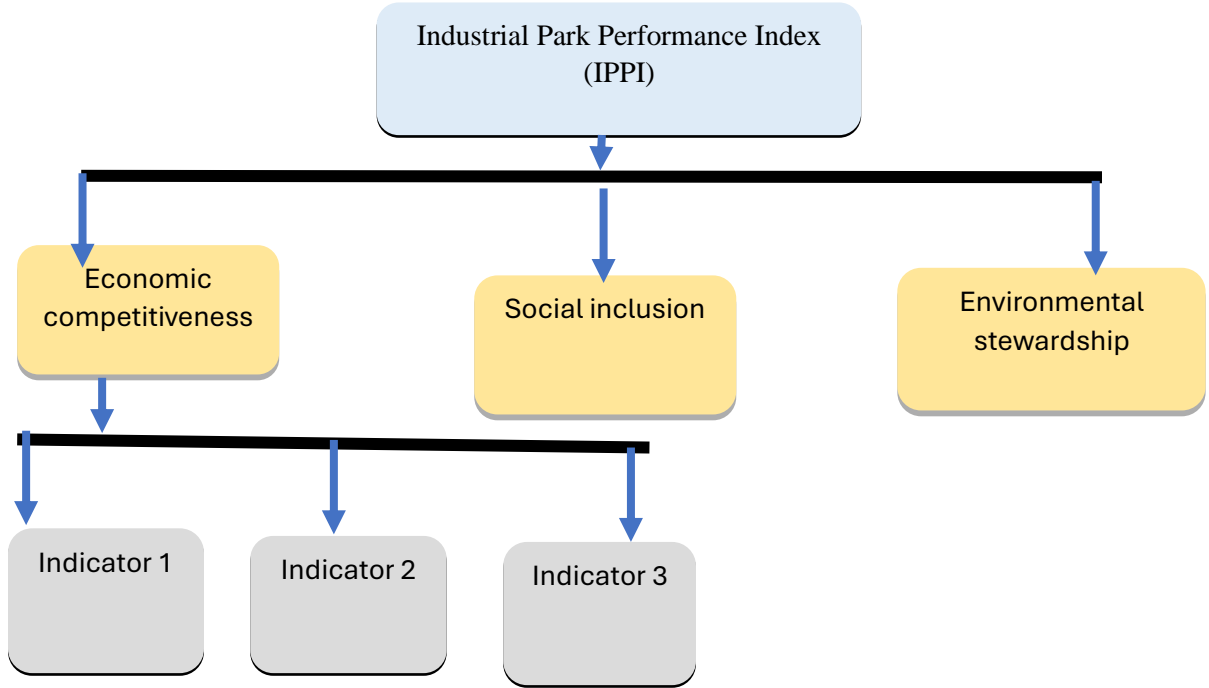 Industrial Park Performance Index
(IPPI)
Economic
competitiveness
Social inclusion
Environmental
stewardship
Indicator 1
Indicator 2
Indicator 3